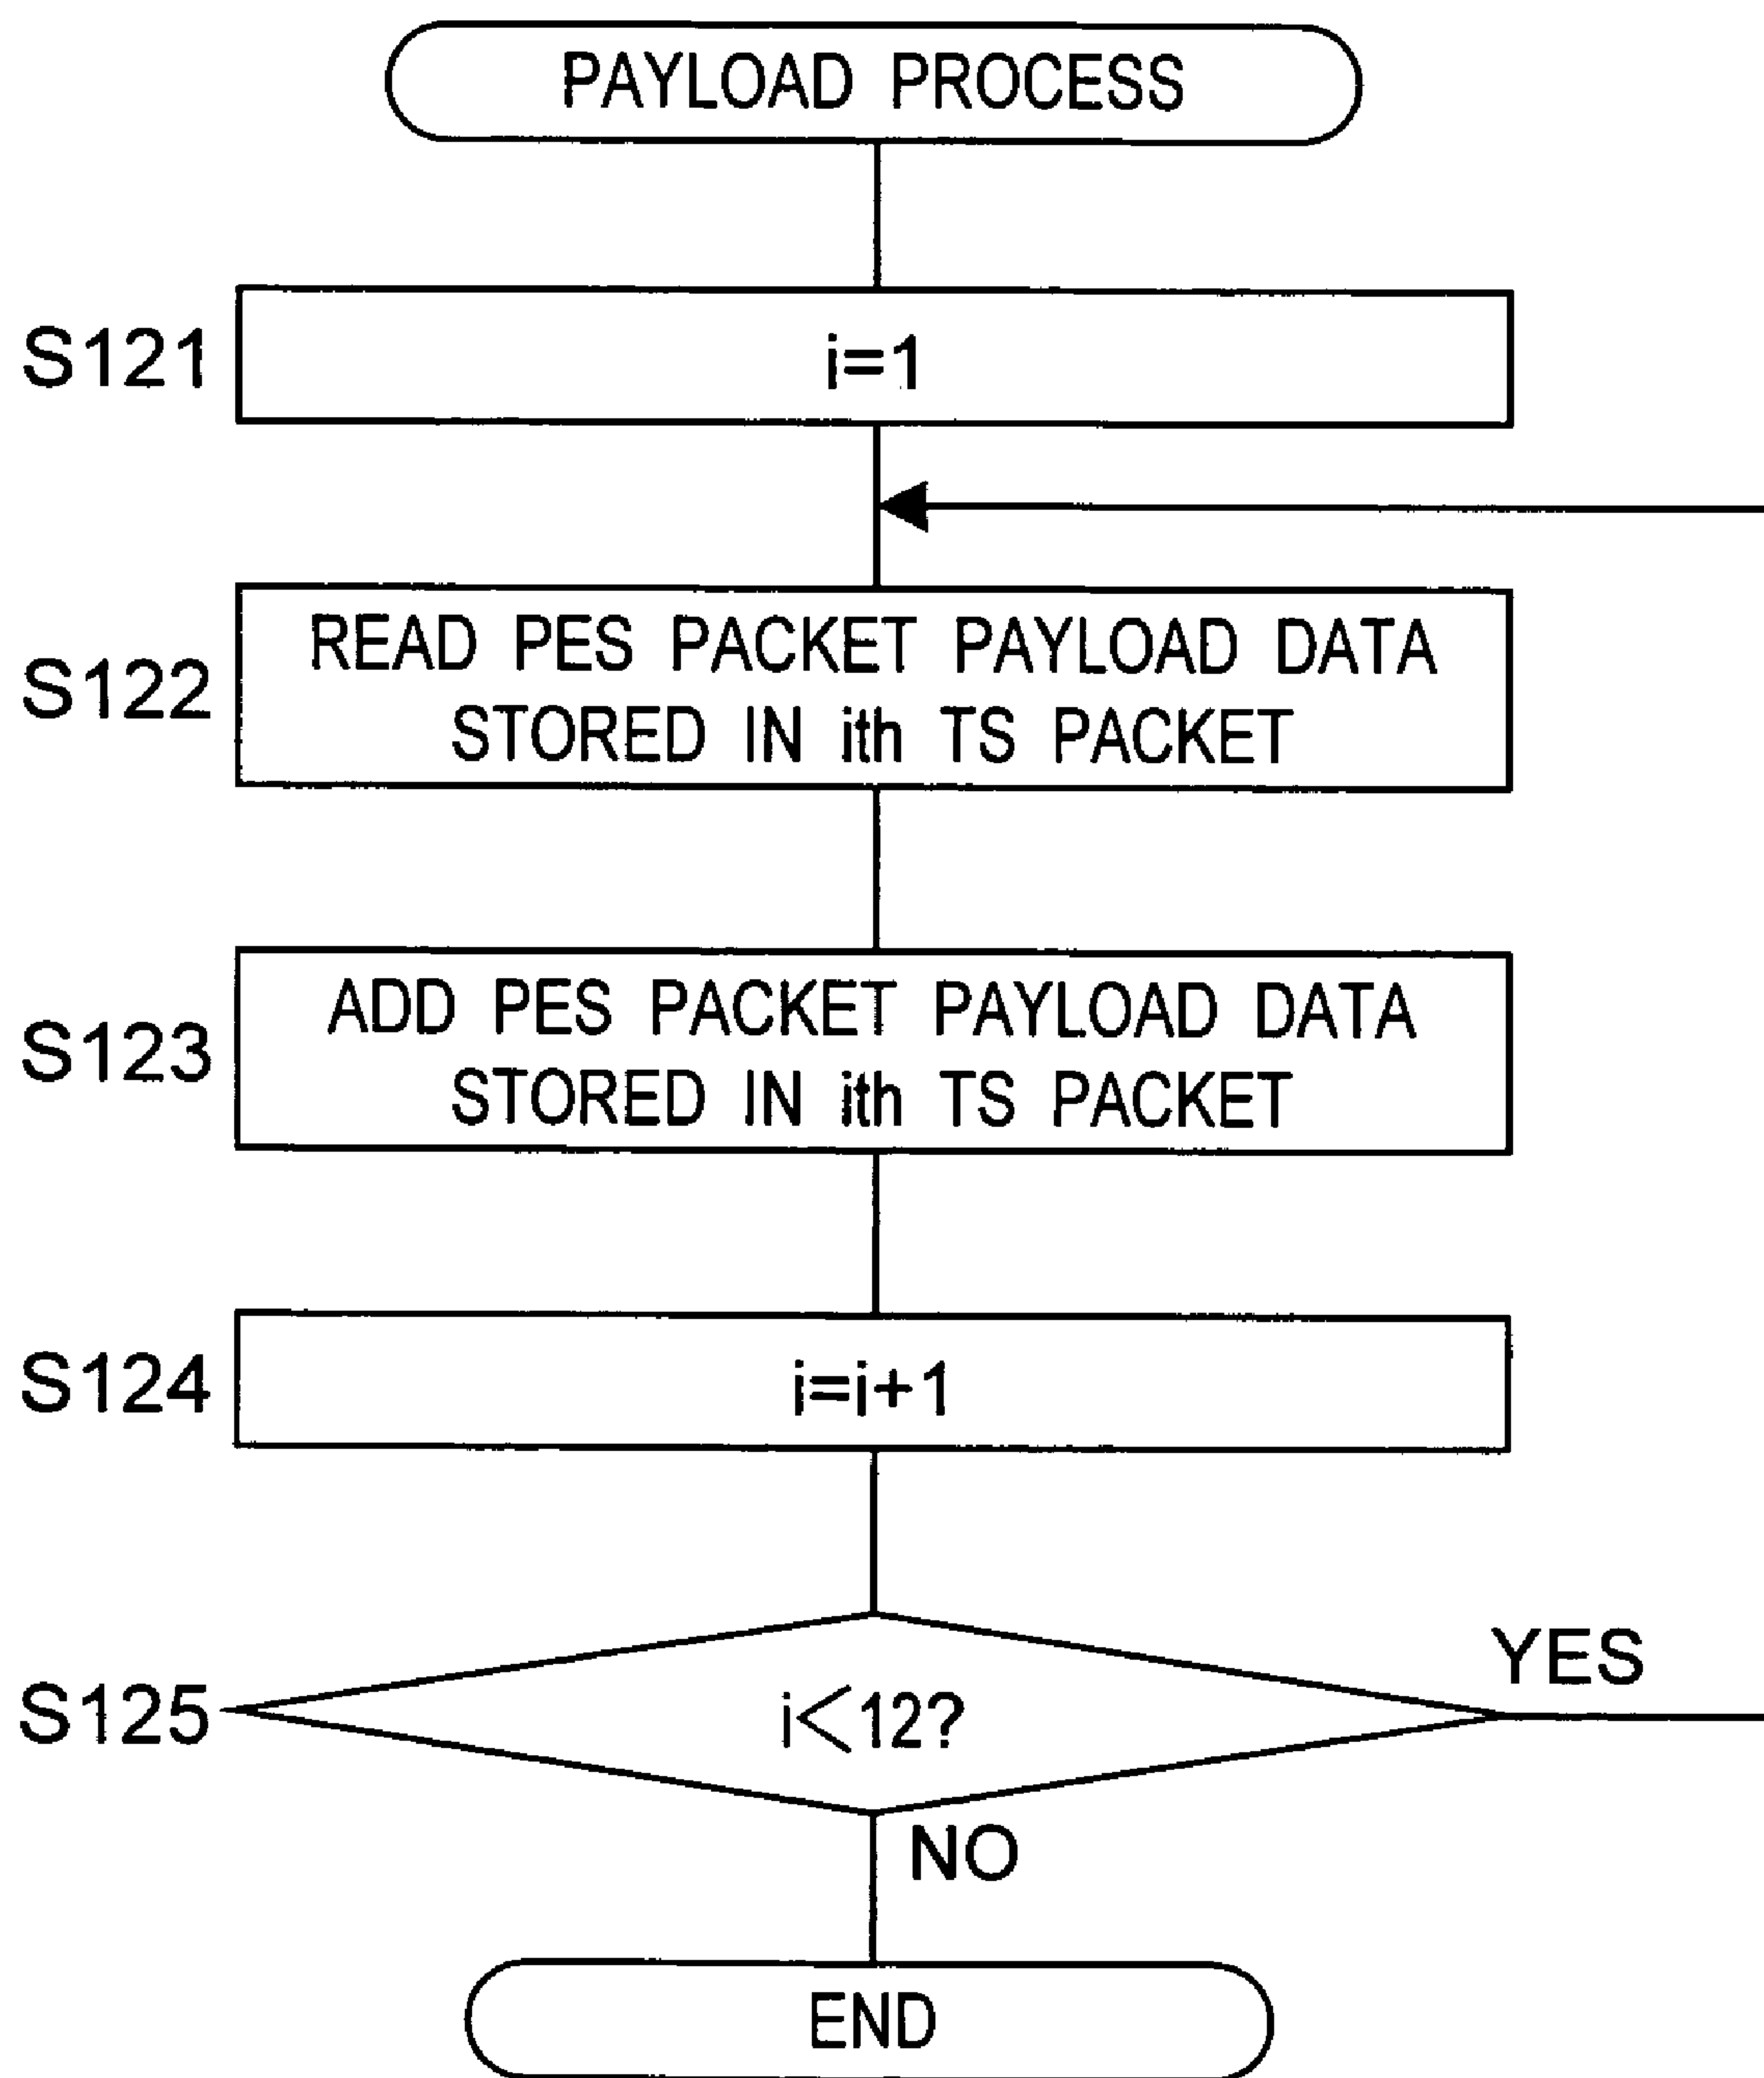 PAYLOAD PROCESS
S121
i=1
S122
READ PES PACKET PAYLOAD DATA
STORED IN ith TS PACKET
S123
ADD PES PACKET PAYLOAD DATA
STORED IN ith TS PACKET
S124
i=i+1
S125
i<12?
YES
NO
END